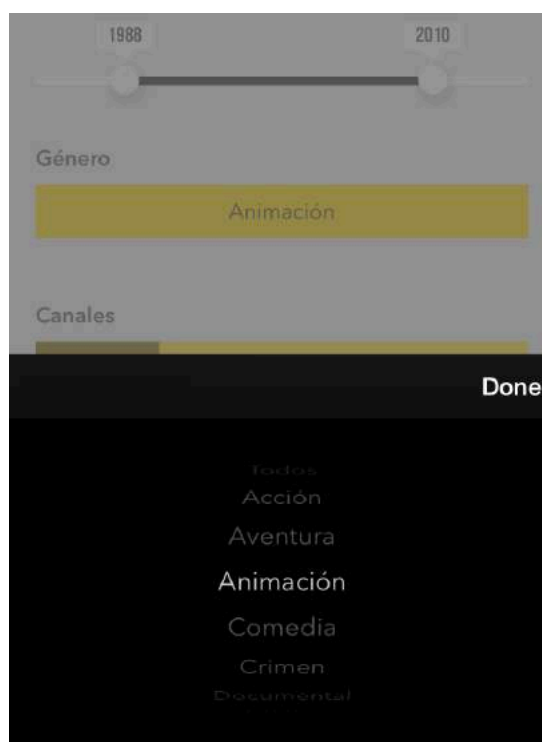 1988 2010
Género
Animación
Canales
Done
Todos
Acción
Aventura
Animación
Comedia
Crimen
Documental